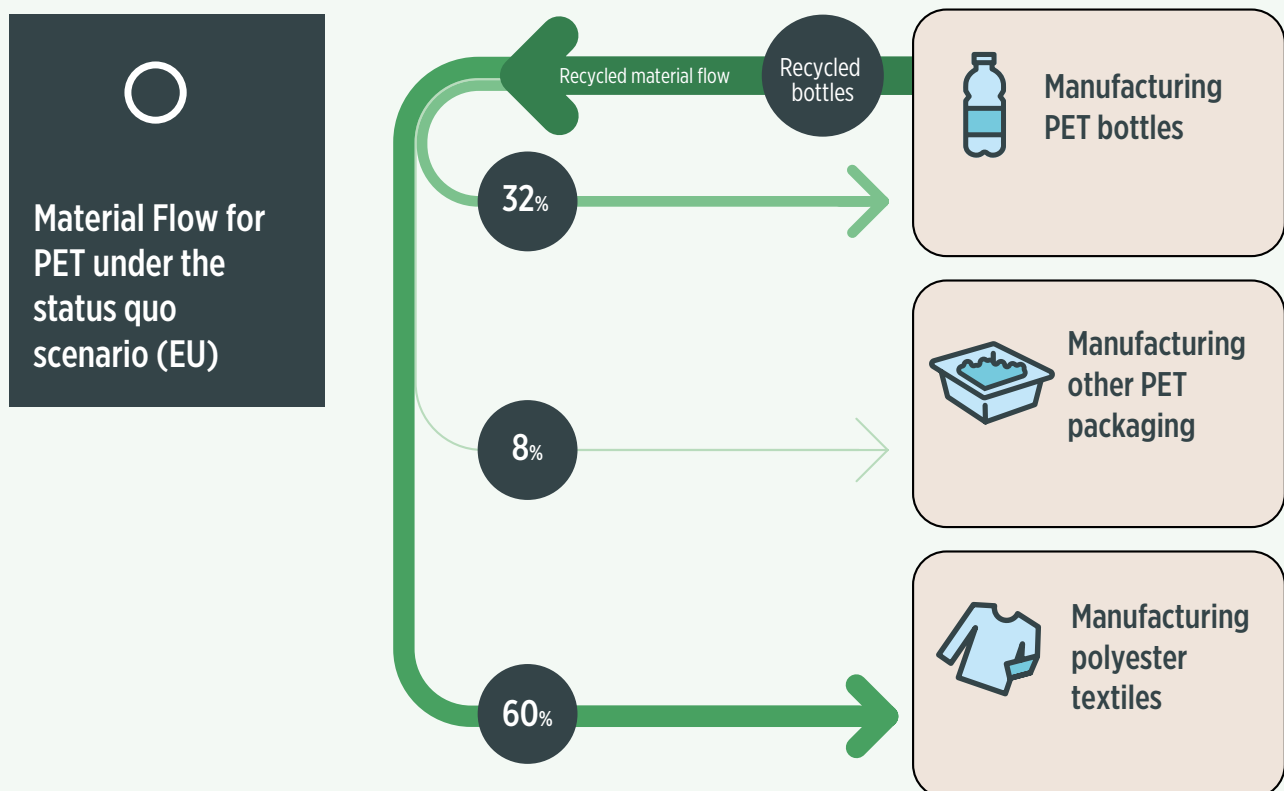 Material Flow for
PET under the
status quo
scenario (EU)
Recycled material flow
Recycled
bottles
Manufacturing
PET bottles
32%
8%
Manufacturing
other PET
packaging
60%
Manufacturing
polyester
textiles